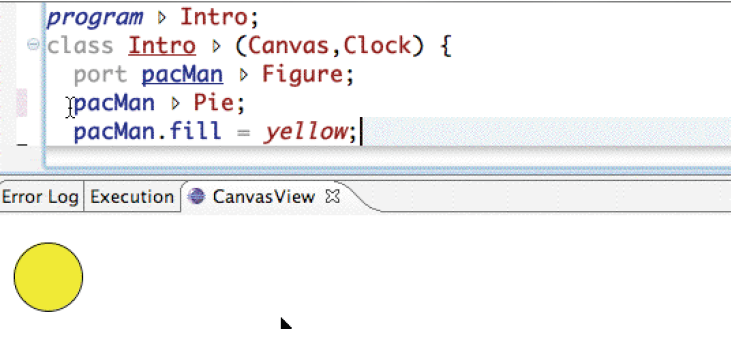 program ▹ Intro;
class Intro ▹ (Canvas,Clock) {
port pacMan ▹ Figure;
pacMan ▹ Pie;
pacMan.fill = yellow;
Error Log Execution CanvasView